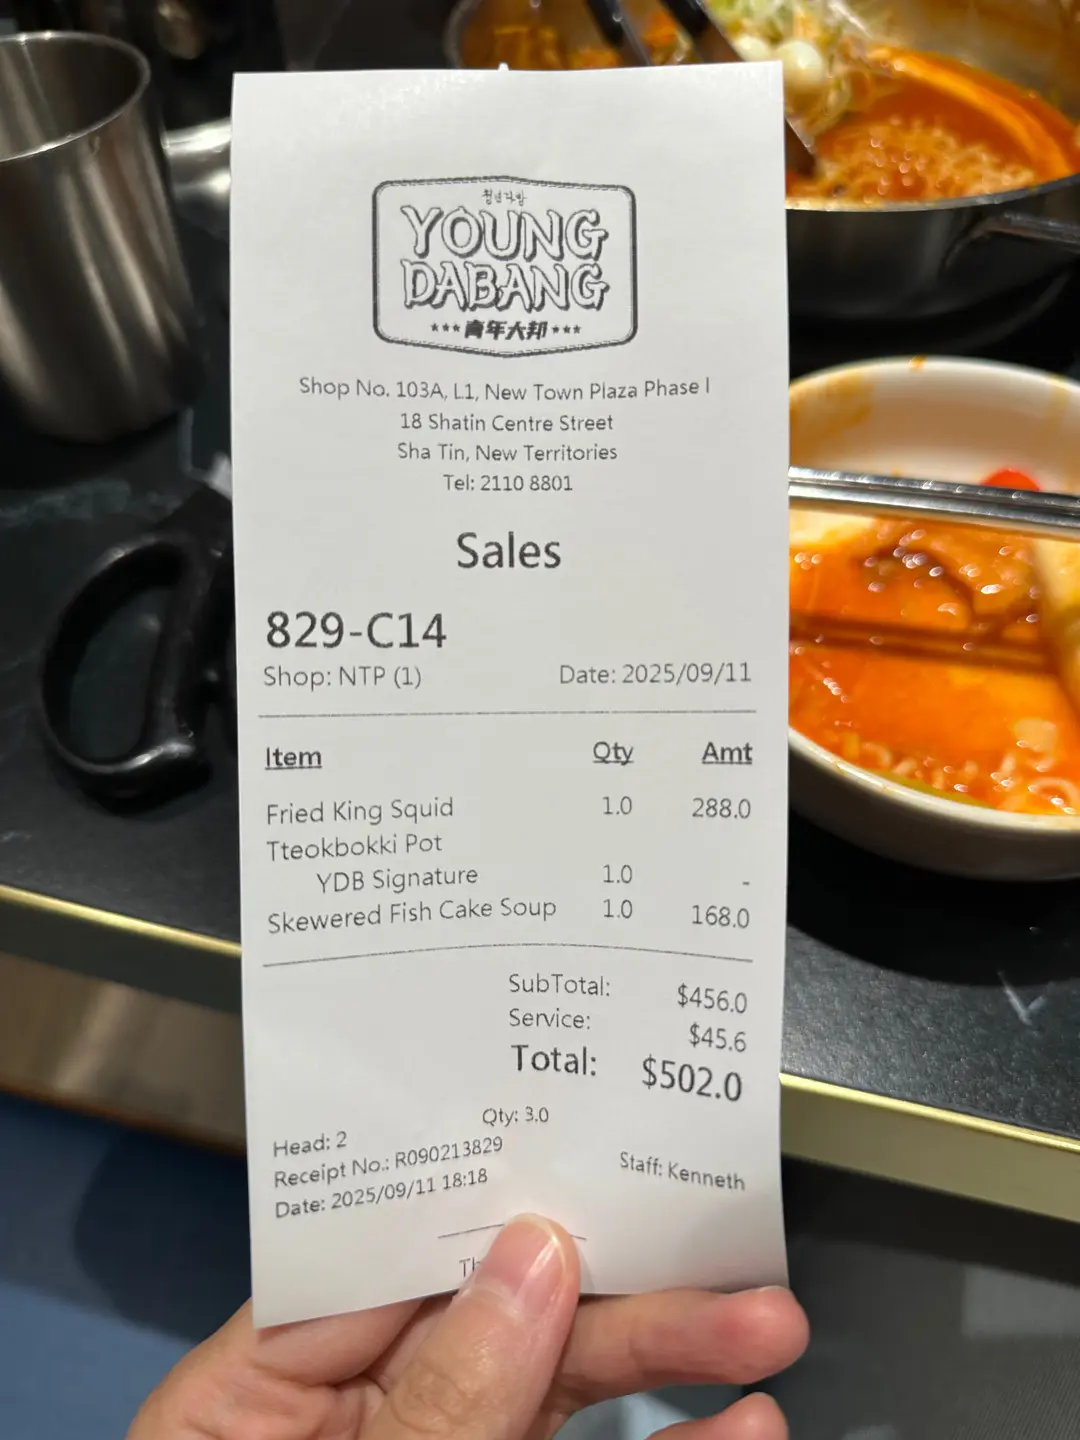 청년다방
YOUNG
DABANG
*** 青年大邦 ***
Shop No. 103A, L1, New Town Plaza Phase I
18 Shatin Centre Street
Sha Tin, New Territories
Tel: 2110 8801
Sales
829-C14
Shop: NTP (1) Date: 2025/09/11
Item Qty Amt
Fried King Squid 1.0 288.0
Tteokbokki Pot
YDB Signature 1.0 -
Skewered Fish Cake Soup 1.0 168.0
SubTotal: $456.0
Service: $45.6
Total: $502.0
Qty: 3.0
Head: 2
Receipt No.: R090213829
Date: 2025/09/11 18:18 Staff: Kenneth